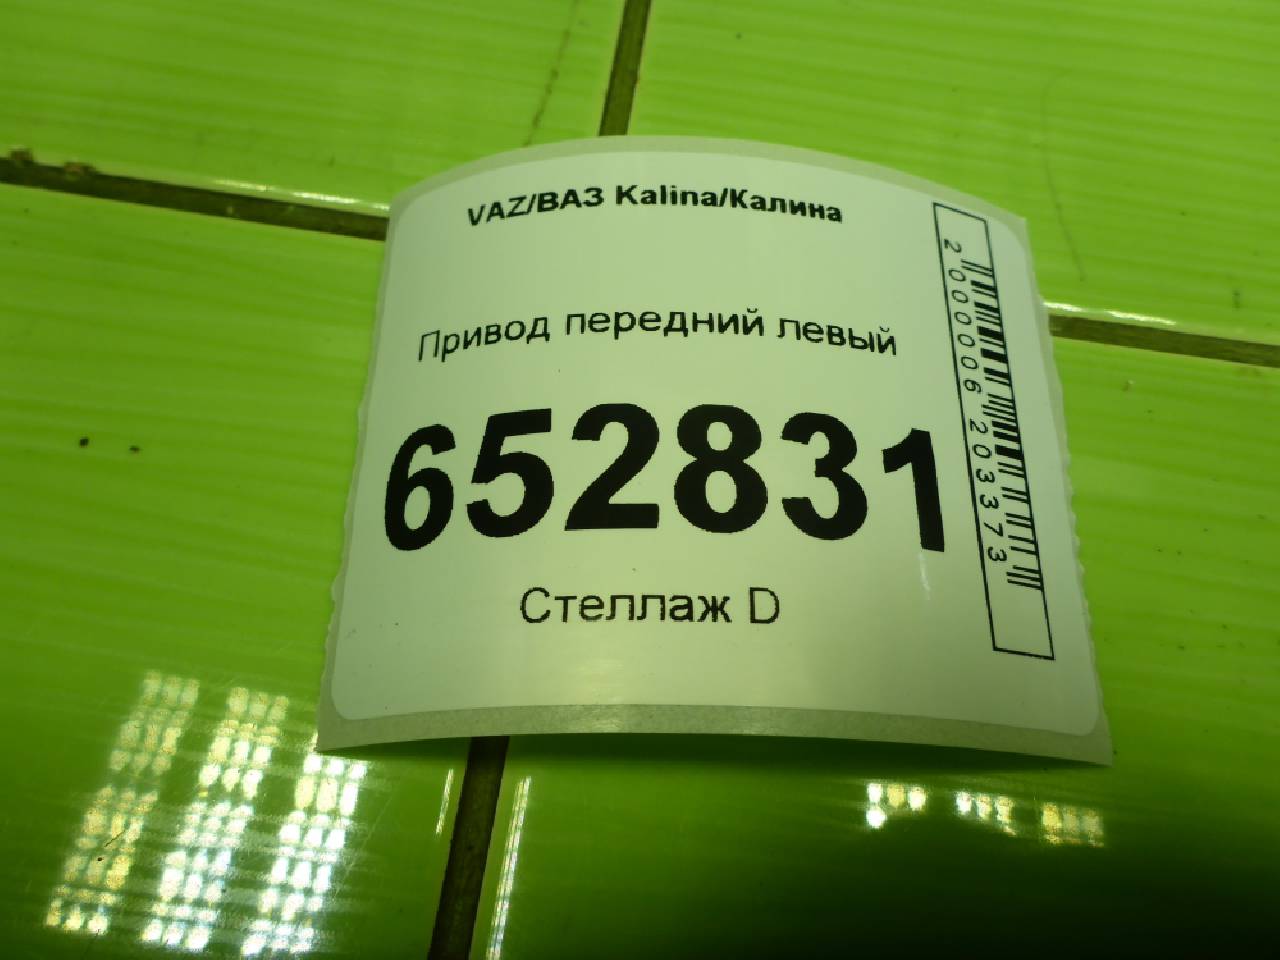 VAZ/ВАЗ Kalina/Калина
Привод передний левый
652831
Стеллаж D
2000006203373